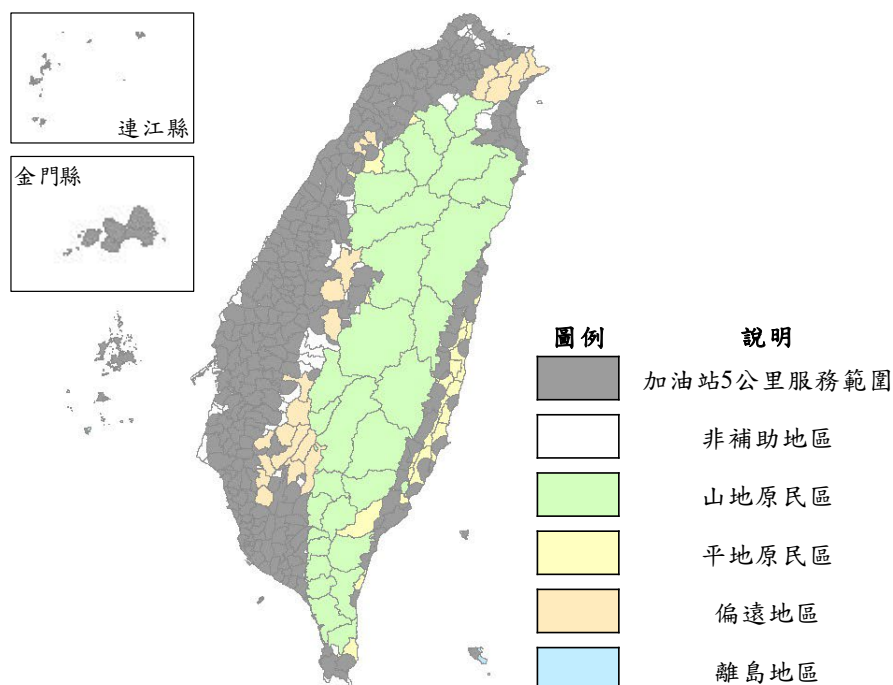 連江縣
金門縣
圖例 說明
加油站5公里服務範圍
非補助地區
山地原民區
平地原民區
偏遠地區
離島地區